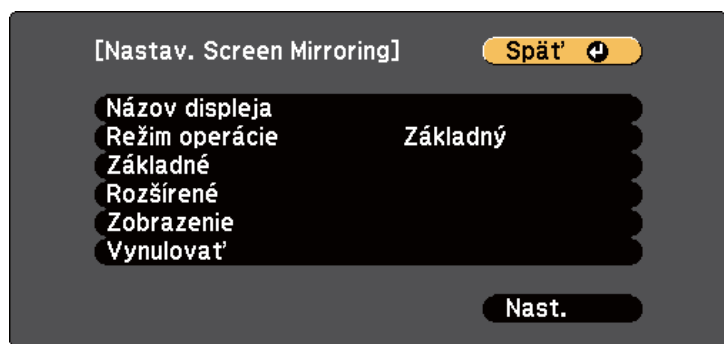 [Nastav. Screen Mirroring] Späť
Názov displeja
Režim operácie Základný
Základné
Rozšírené
Zobrazenie
Vynulovať
Nast.